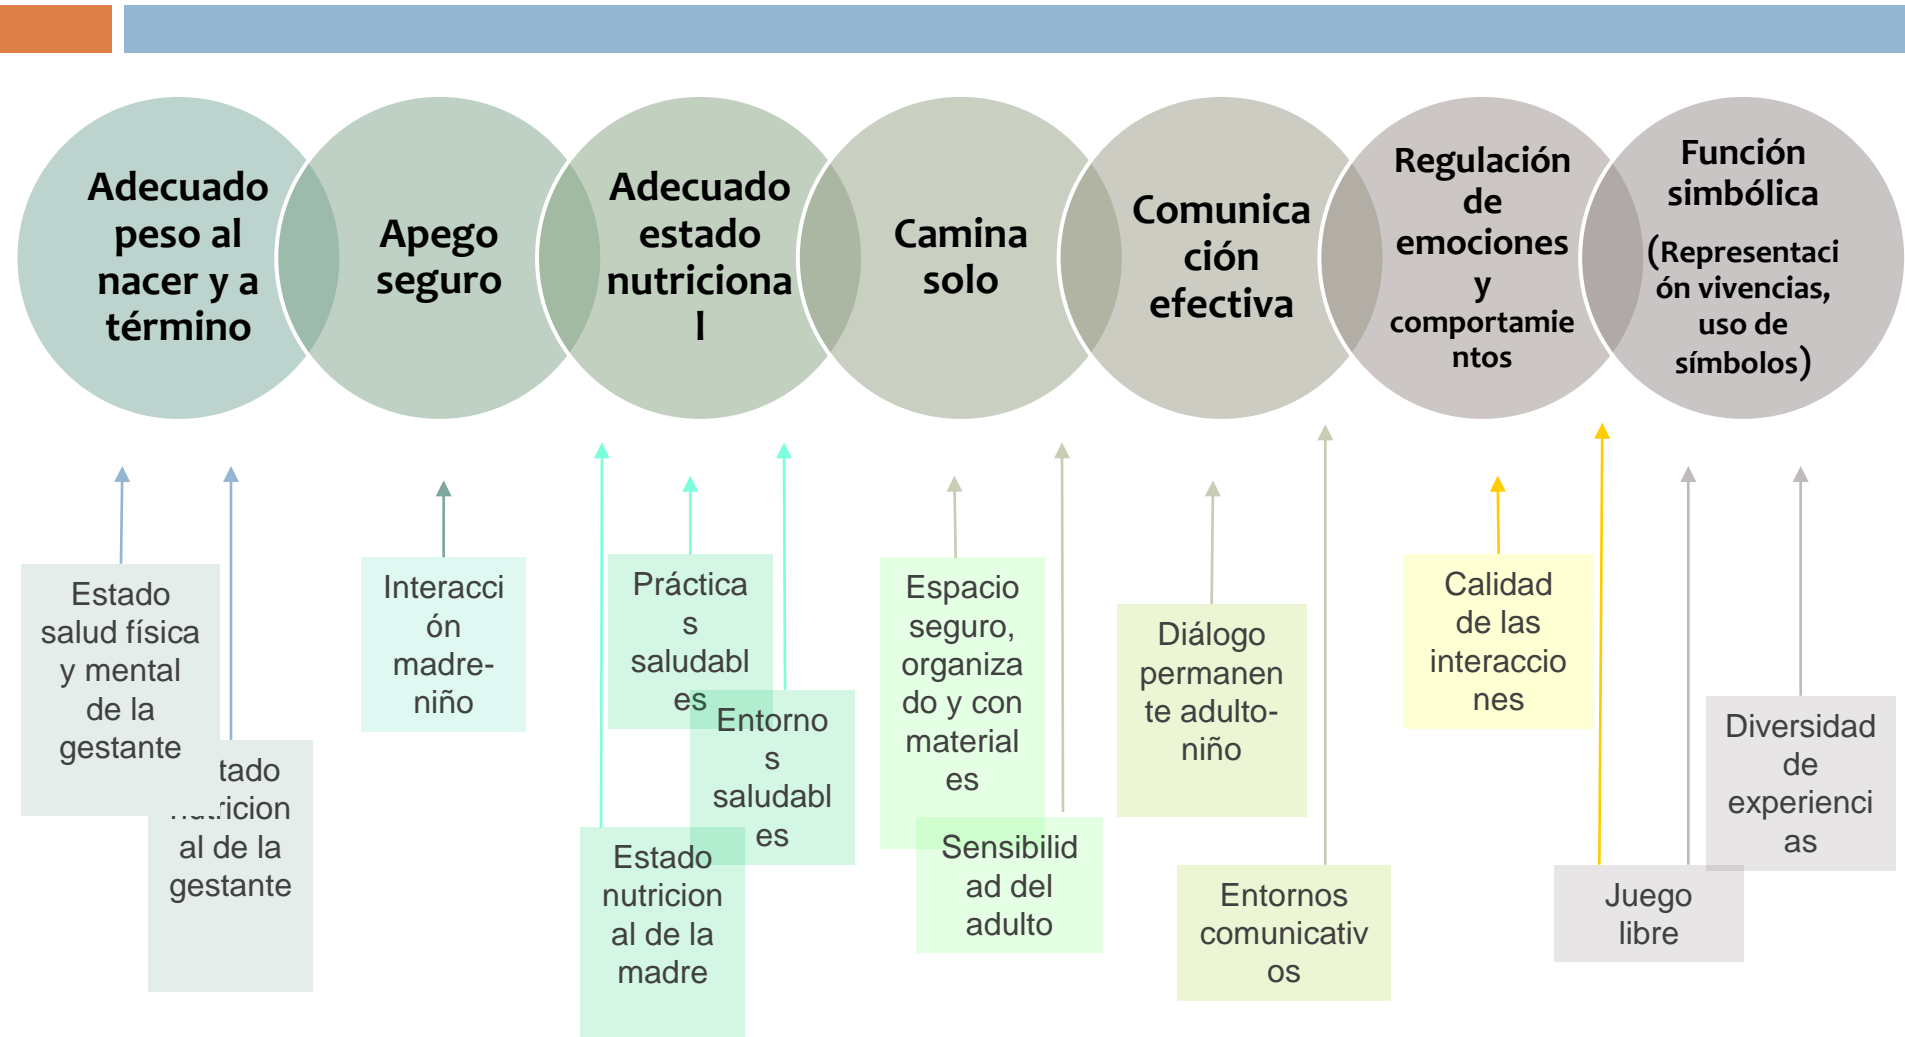 Adecuado
peso al
nacer y a
término
Apego
seguro
Adecuado
estado
nutriciona
l
Camina
solo
Comunica
ción
efectiva
Regulación
de
emociones
y
comportamie
ntos
Función
simbólica
(Representaci
ón vivencias,
uso de
símbolos)
Estado
salud física
y mental
de la
gestante
tado
nutricion
al de la
gestante
Interacci
ón
madre-
niño
Práctica
s
saludabl
es
Entorno
s
saludabl
es
Estado
nutricion
al de la
madre
Espacio
seguro,
organiza
do y con
material
es
Sensibilid
ad del
adulto
Diálogo
permanen
te adulto-
niño
Entornos
comunicativ
os
Calidad
de las
interaccio
nes
Juego
libre
Diversidad
de
experienci
as